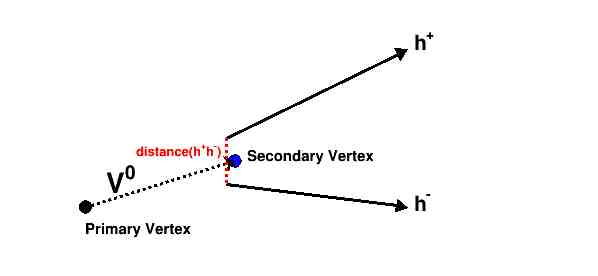 h⁺
distance(h⁺h⁻)
Secondary Vertex
V⁰
h⁻
Primary Vertex